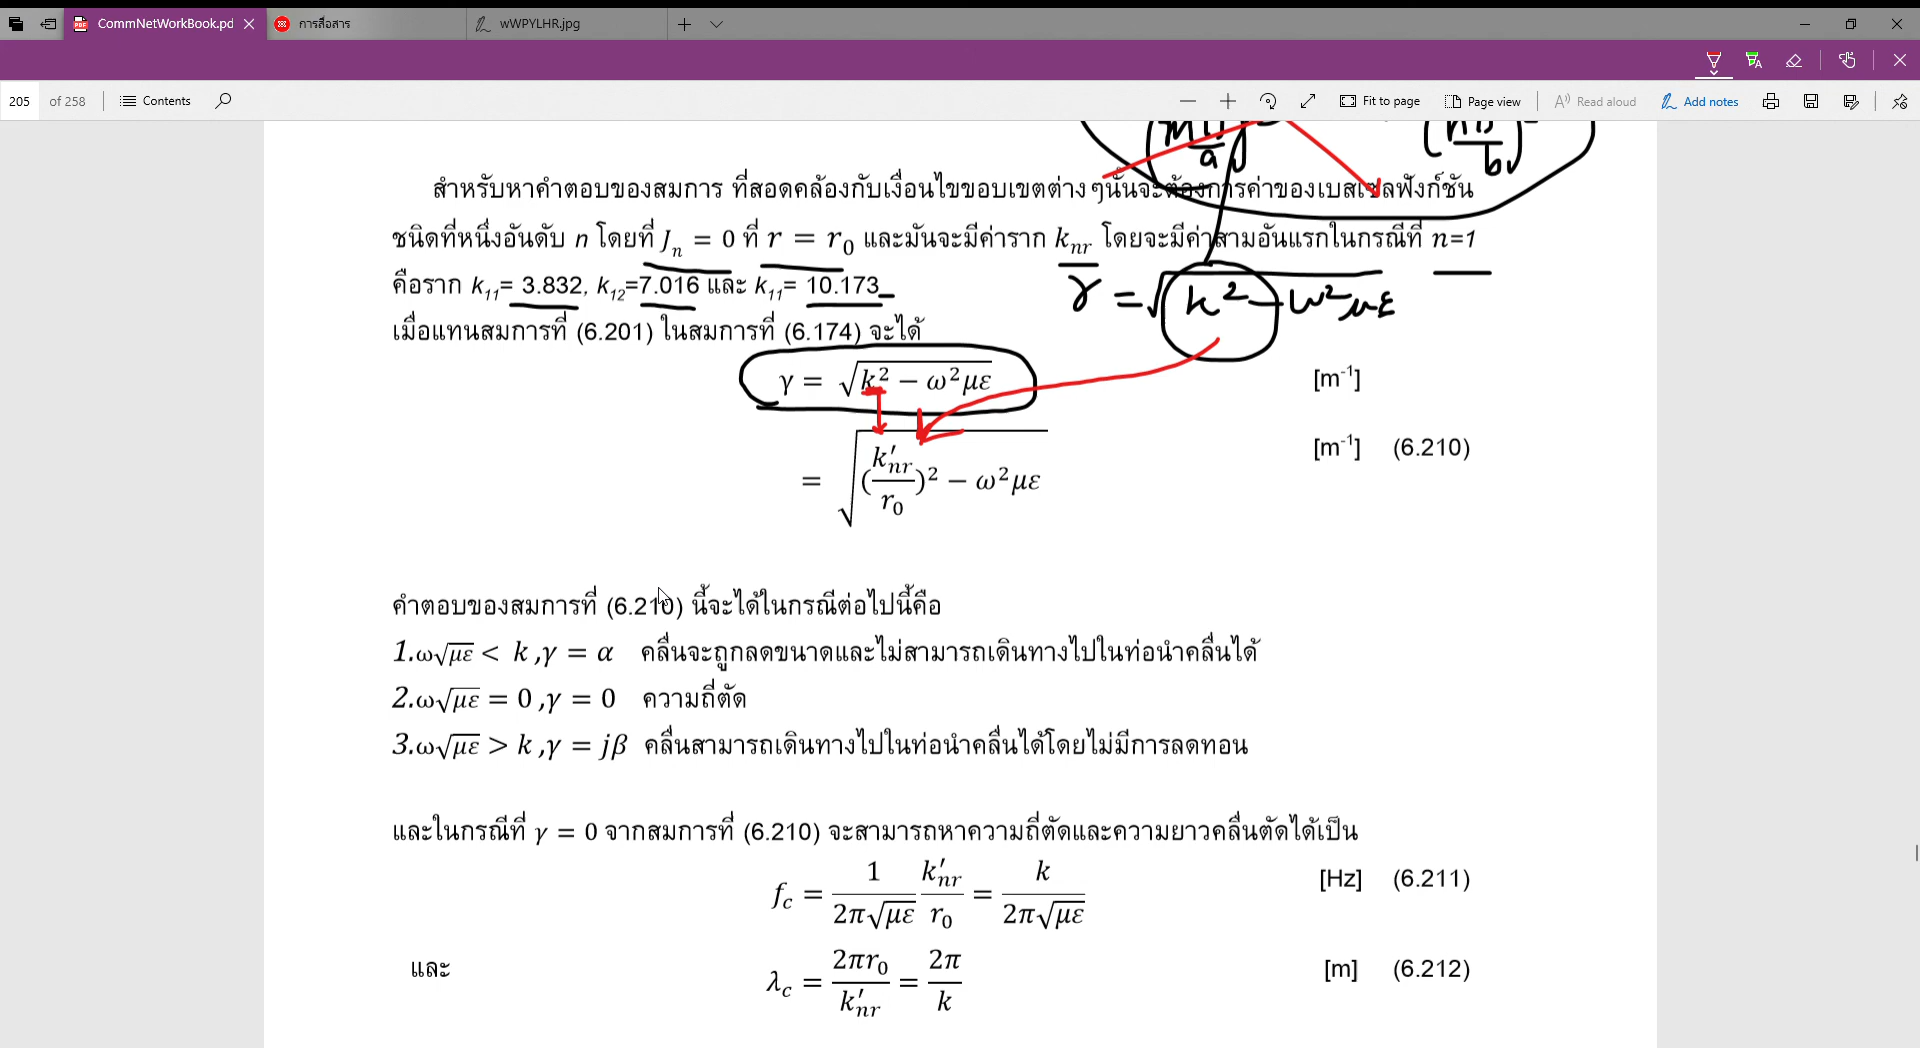 CommNetWorkBook.pd
การสื่อสาร
wWPYLHR.jpg
205 of 258 Contents Fit to page Page view Read aloud Add notes
mπ/a nπ/b
สำหรับหาคำตอบของสมการ ที่สอดคล้องกับเงื่อนไขขอบเขตต่าง ๆนั้นจะต้องการค่าของเบสเซลฟังก์ชัน
ชนิดที่หนึ่งอันดับ n โดยที่ Jₙ = 0 ที่ r = r₀ และมันจะมีค่าราก kₙᵣ โดยจะมีค่าสามอันแรกในกรณีที่ n=1
คือราก k₁₁= 3.832, k₁₂=7.016 และ k₁₁= 10.173
γ = √(k² − ω²με)
เมื่อแทนสมการที่ (6.201) ในสมการที่ (6.174) จะได้
γ = √(k² − ω²με) [m⁻¹]
= √((k′ₙᵣ/r₀)² − ω²με) [m⁻¹] (6.210)
คำตอบของสมการที่ (6.210) นี้จะได้ในกรณีต่อไปนี้คือ
1.ω√με < k ,γ = α คลื่นจะถูกลดขนาดและไม่สามารถเดินทางไปในท่อนำคลื่นได้
2.ω√με = 0 ,γ = 0 ความถี่ตัด
3.ω√με > k ,γ = jβ คลื่นสามารถเดินทางไปในท่อนำคลื่นได้โดยไม่มีการลดทอน
และในกรณีที่ γ = 0 จากสมการที่ (6.210) จะสามารถหาความถี่ตัดและความยาวคลื่นตัดได้เป็น
f_c = 1/(2π√με) k′ₙᵣ/r₀ = k/(2π√με) [Hz] (6.211)
และ λ_c = 2πr₀/k′ₙᵣ = 2π/k [m] (6.212)